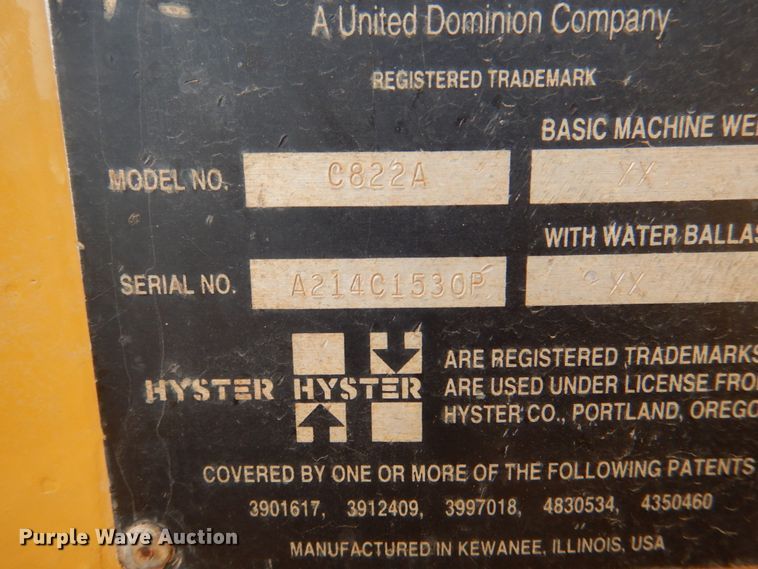 A United Dominion Company
REGISTERED TRADEMARK
BASIC MACHINE WEI
MODEL NO. C822A XX
WITH WATER BALLAS
SERIAL NO. A214C1530P XX
HYSTER HYSTER
ARE REGISTERED TRADEMARKS
ARE USED UNDER LICENSE FROM
HYSTER CO., PORTLAND, OREGO
COVERED BY ONE OR MORE OF THE FOLLOWING PATENTS
3901617, 3912409, 3997018, 4830534, 4350460
MANUFACTURED IN KEWANEE, ILLINOIS, USA
Purple Wave Auction